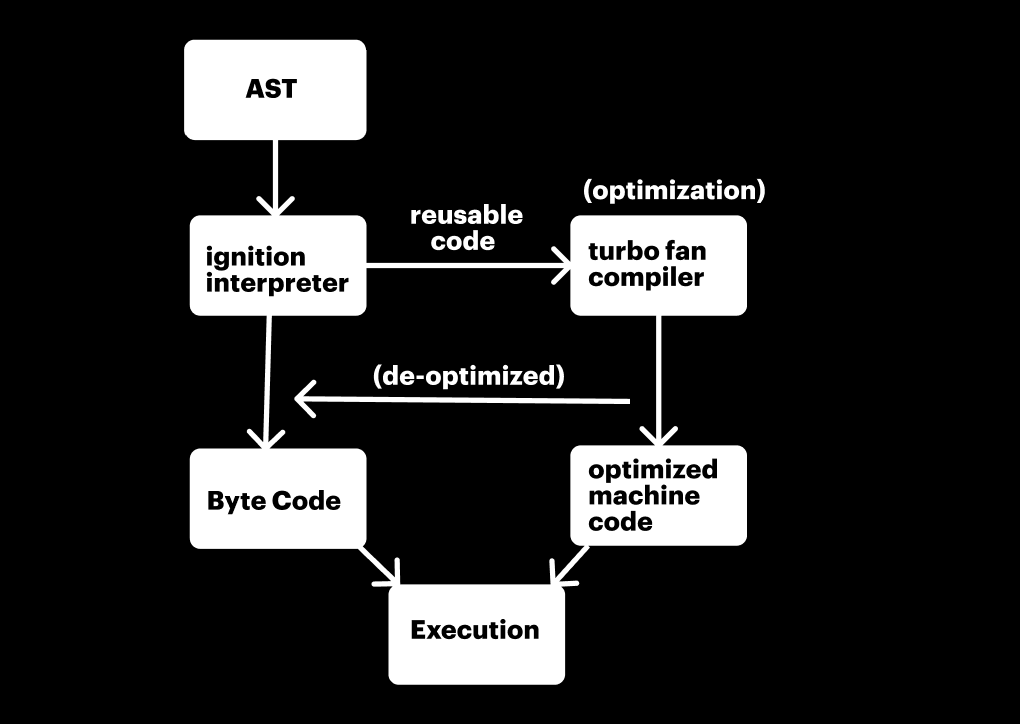 AST
(optimization)
reusable
code
ignition
interpreter
turbo fan
compiler
(de-optimized)
Byte Code
optimized
machine
code
Execution